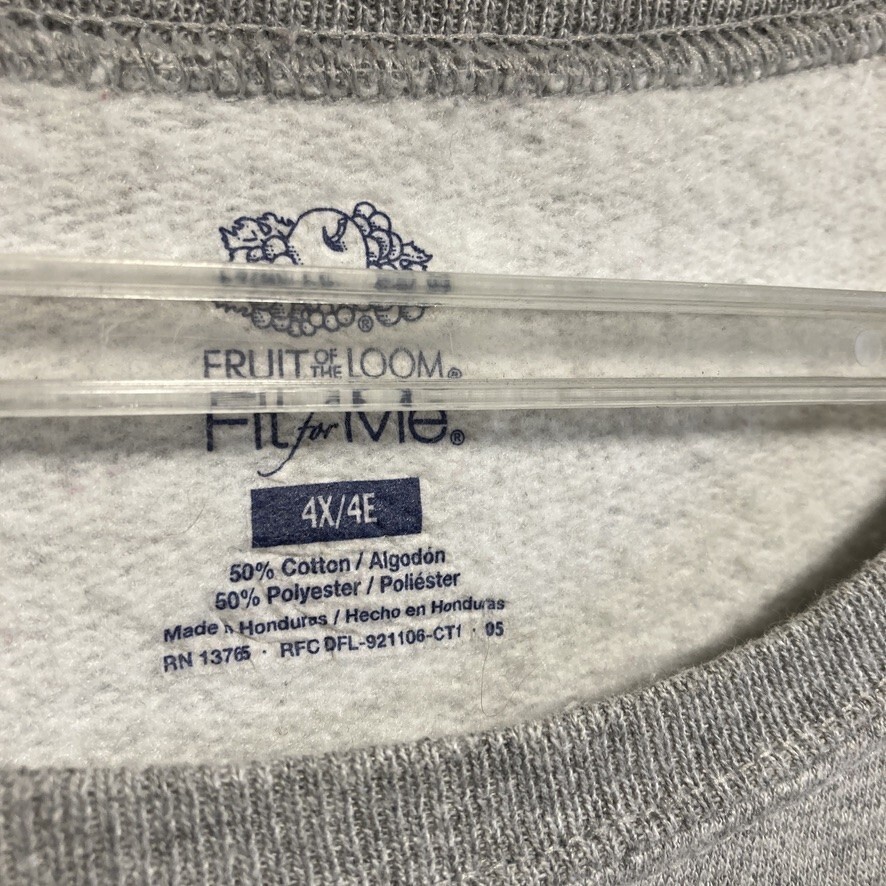 ®
FRUIT OF THE LOOM®
Fit for Me®
4X/4E
50% Cotton / Algodón
50% Polyester / Poliéster
Made n Honduras / Hecho en Honduras
RN 13765 · RFC DFL-921106-CT1 · 05